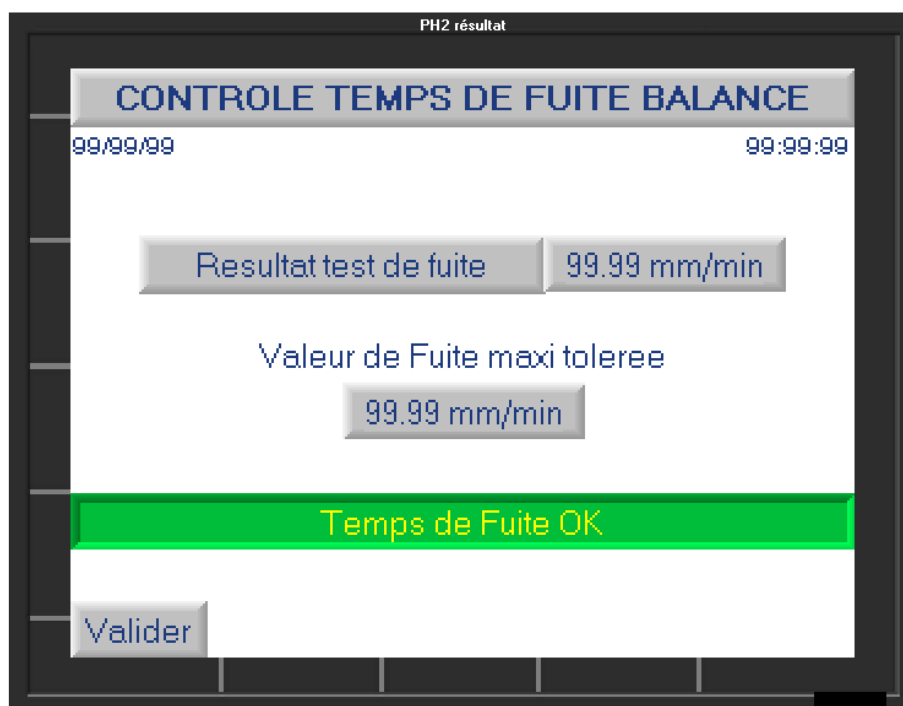 PH2 résultat
CONTROLE TEMPS DE FUITE BALANCE
99/99/99 99:99:99
Resultat test de fuite 99.99 mm/min
Valeur de Fuite maxi toleree
99.99 mm/min
Temps de Fuite OK
Valider